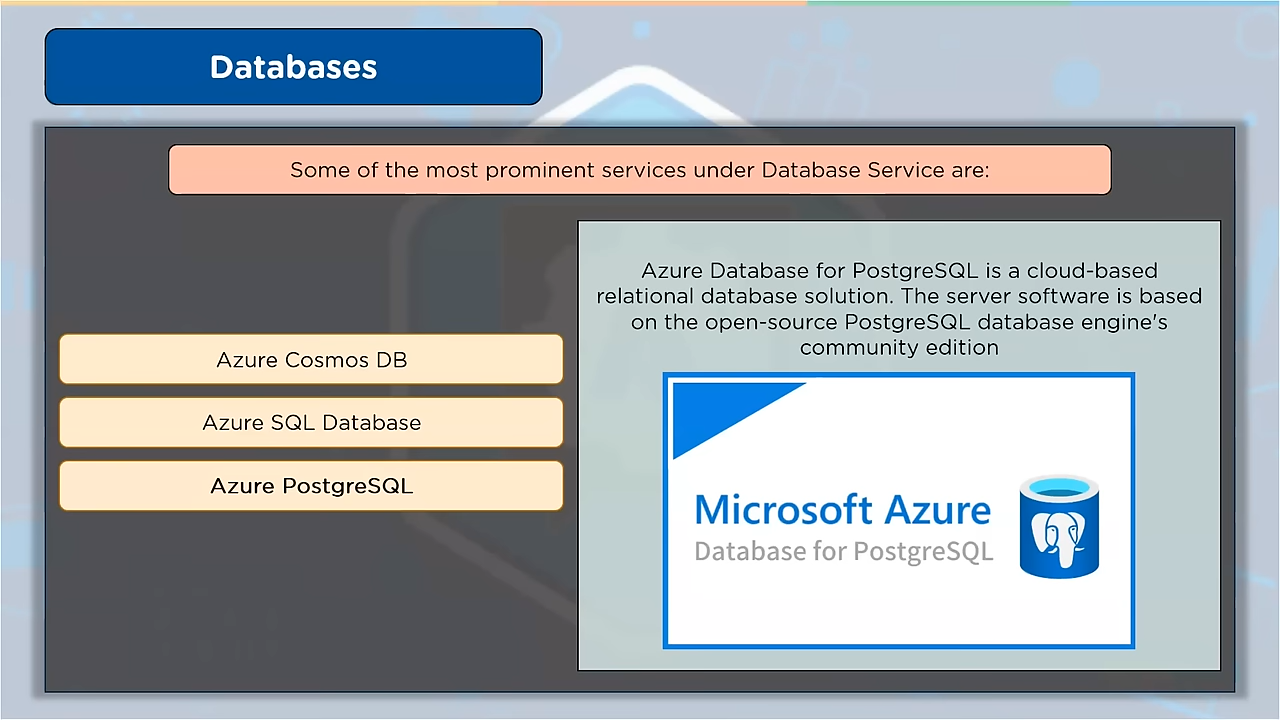 Databases
Some of the most prominent services under Database Service are:
Azure Cosmos DB
Azure SQL Database
Azure PostgreSQL
Azure Database for PostgreSQL is a cloud-based
relational database solution. The server software is based
on the open-source PostgreSQL database engine's
community edition
Microsoft Azure
Database for PostgreSQL